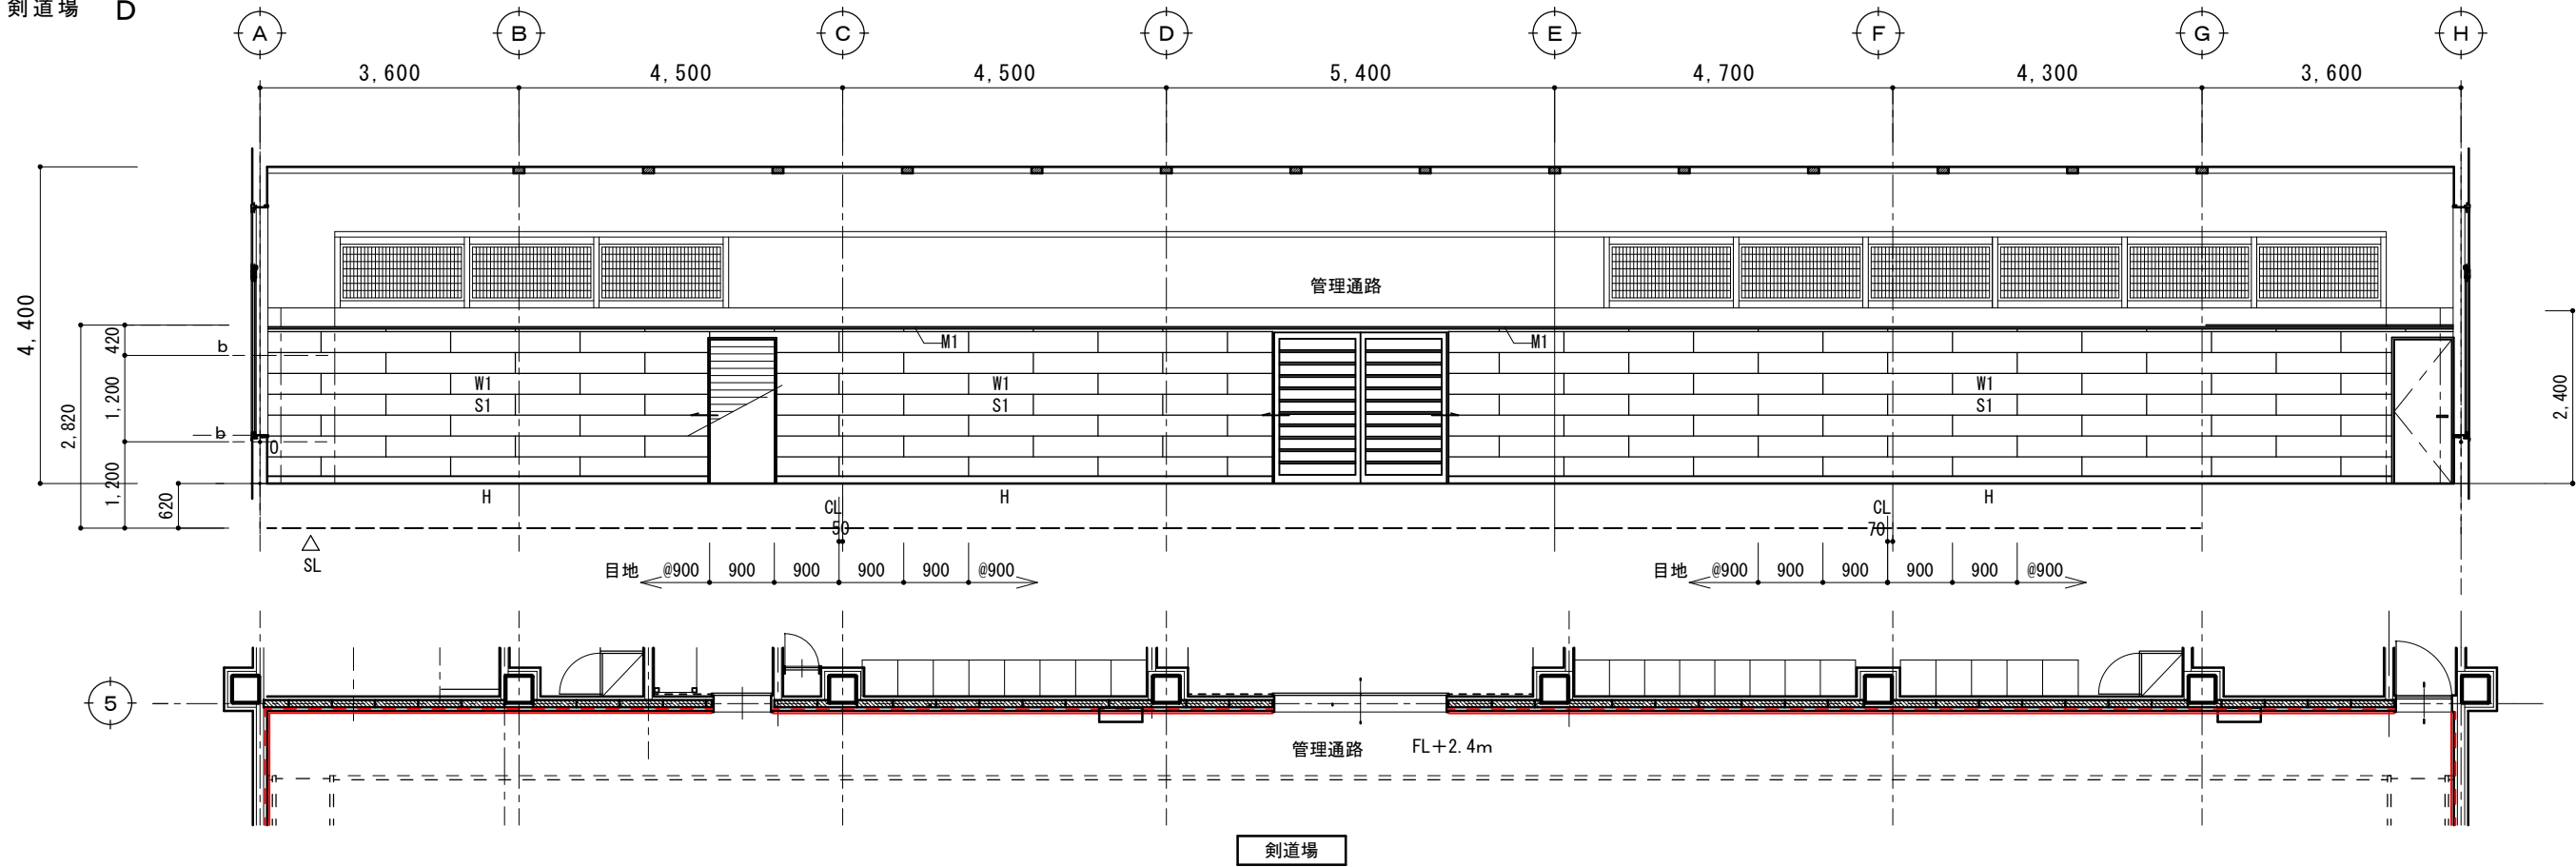 剣道場 D
A B C D E F G H
3,600 4,500 4,500 5,400 4,700 4,300 3,600
管理通路
4,400
2,820
420
1,200
1,200
620
b
b
0
M1 M1
W1 W1 W1
S1 S1 S1
2,400
H H H
CL CL
50 70
SL
目地 @900 900 900 900 900 @900
目地 @900 900 900 900 900 @900
5
管理通路 FL+2.4m
剣道場